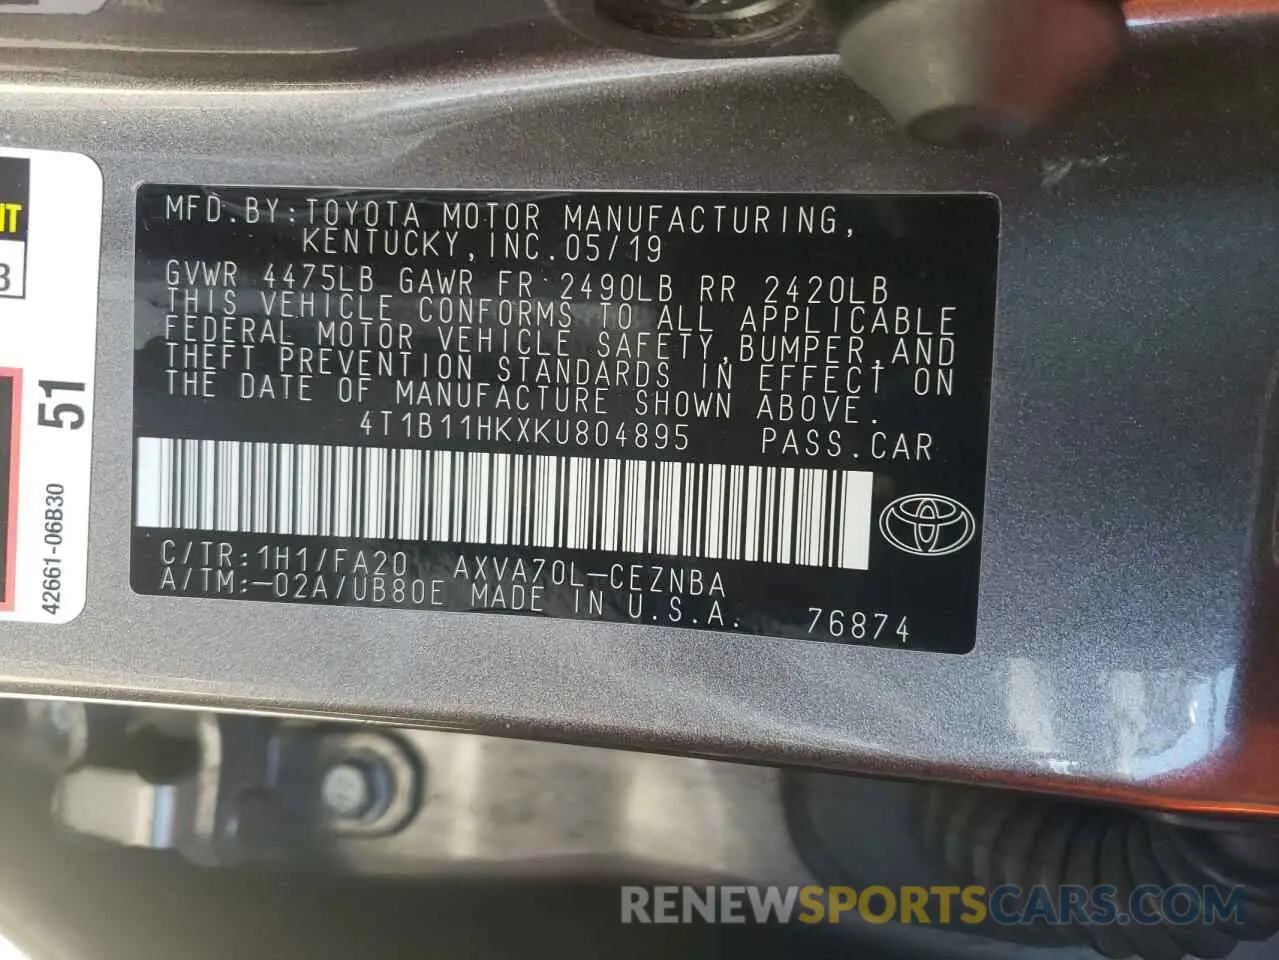 MFD.BY:TOYOTA MOTOR MANUFACTURING,
KENTUCKY,INC.05/19
GVWR 4475LB GAWR FR 2490LB RR 2420LB
THIS VEHICLE CONFORMS TO ALL APPLICABLE
FEDERAL MOTOR VEHICLE SAFETY,BUMPER,AND
THEFT PREVENTION STANDARDS IN EFFECT ON
THE DATE OF MANUFACTURE SHOWN ABOVE.
4T1B11HKXKU804895 PASS.CAR
C/TR:1H1/FA20 AXVA70L-CEZNBA
A/TM:-02A/UB80E MADE IN U.S.A. 76874
51
42661-06B30
RENEWSPORTSCARS.COM